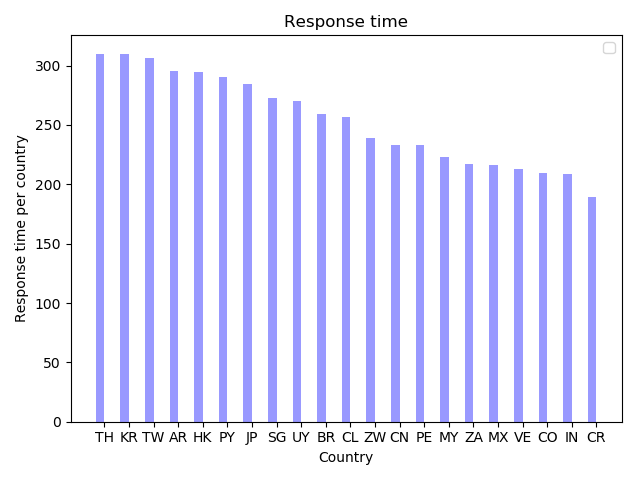 Response time
Response time per country
300
250
200
150
100
50
0
TH KR TW AR HK PY JP SG UY BR CL ZW CN PE MY ZA MX VE CO IN CR
Country